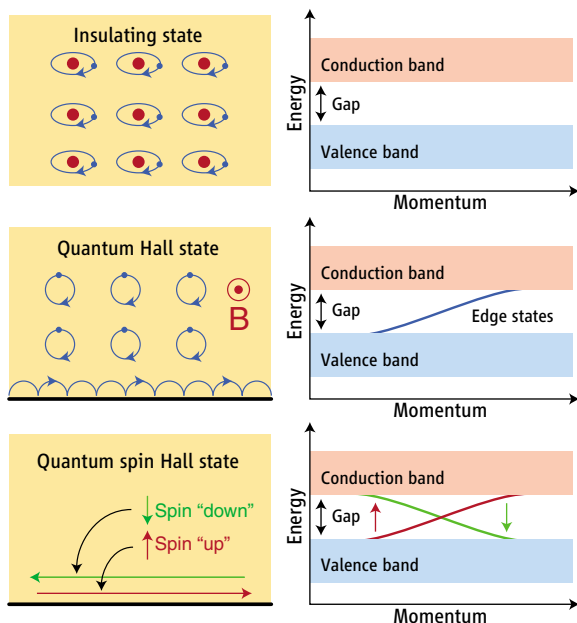 Insulating state
Energy
Conduction band
Gap
Valence band
Momentum
Quantum Hall state
B
Energy
Conduction band
Gap
Edge states
Valence band
Momentum
Quantum spin Hall state
Spin “down”
Spin “up”
Energy
Conduction band
Gap
Valence band
Momentum